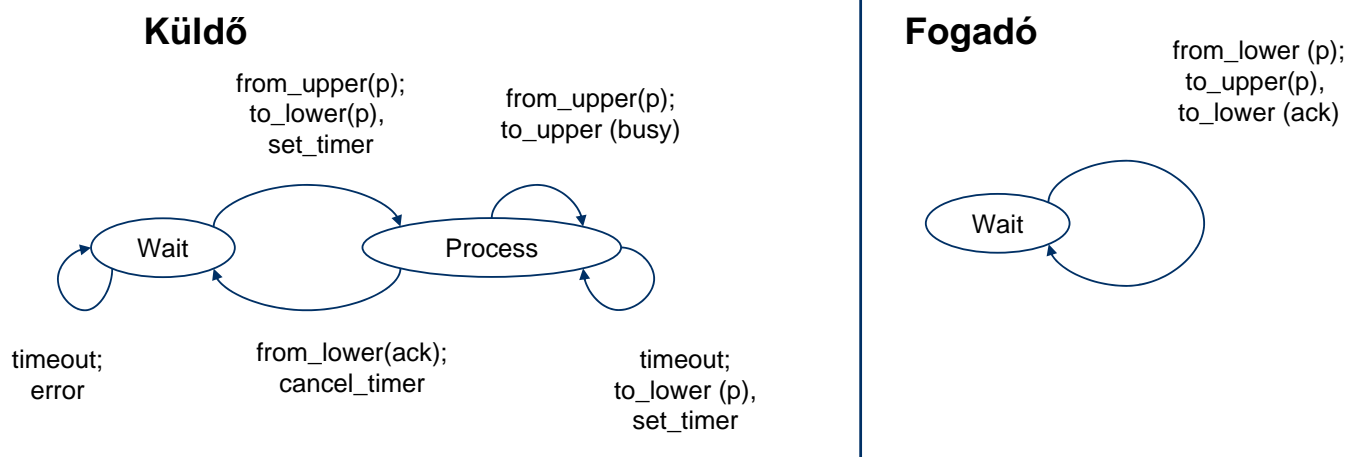 Küldő
from_upper(p);
to_lower(p),
set_timer
from_upper(p);
to_upper (busy)
Wait
Process
timeout;
error
from_lower(ack);
cancel_timer
timeout;
to_lower (p),
set_timer
Fogadó
from_lower (p);
to_upper(p),
to_lower (ack)
Wait